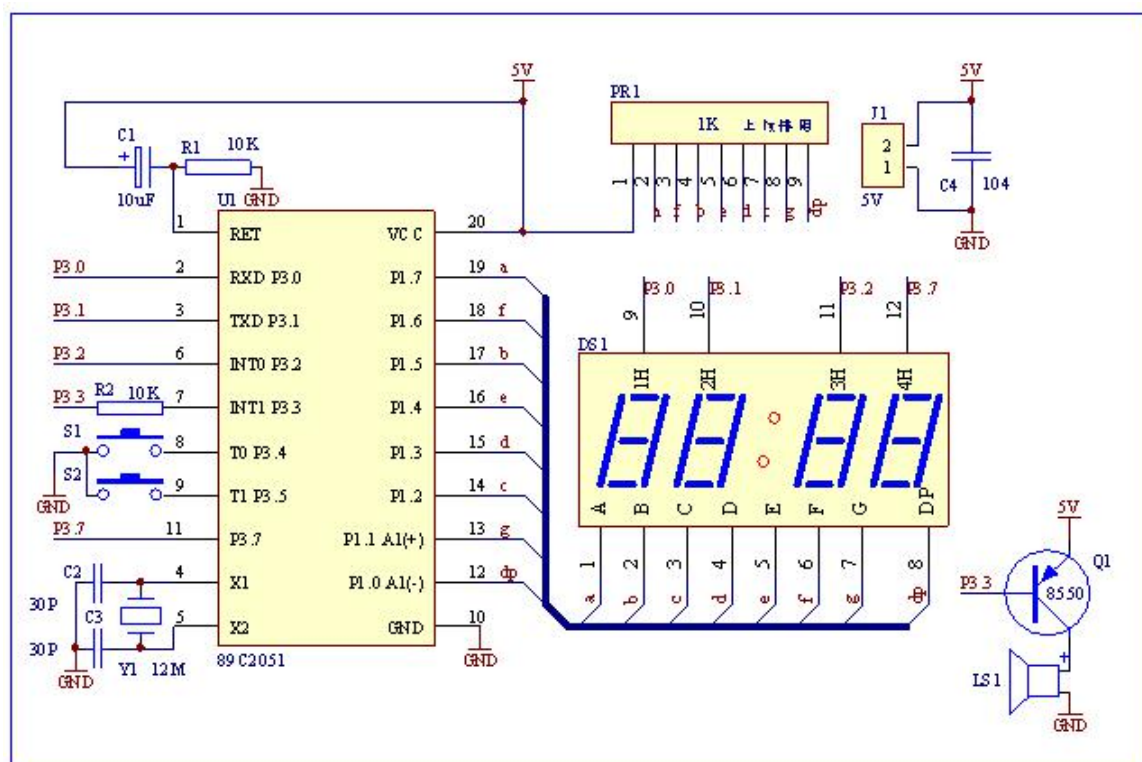 5V
PR1
1K
5V
J1
2
1
5V
C4
104
GND
C1
+
10uF
R1
10K
GND
1
2
3
4
5
6
7
8
9
f
b
e
d
g
dp
U1
1
RET
VCC
20
P3.0
2
RXD P3.0
P1.7
19
a
P3.1
3
TXD P3.1
P1.6
18
f
P3.2
6
INT0 P3.2
P1.5
17
b
P3.3
R2
10K
7
INT1 P3.3
P1.4
16
e
S1
8
T0 P3.4
P1.3
15
d
S2
9
T1 P3.5
P1.2
14
c
GND
P3.7
11
P3.7
P1.1 A1(+)
13
g
C2
4
X1
P1.0 A1(-)
12
dp
30P
C3
5
X2
GND
10
30P
GND
Y1
12M
89C2051
GND
P3.0
P3.1
P3.2
P3.7
9
10
11
12
DS1
1H
2H
3H
4H
A
B
C
D
E
F
G
DP
1
2
3
4
5
6
7
8
a
b
c
d
e
f
g
dp
5V
Q1
P3.3
8550
+
LS1
GND